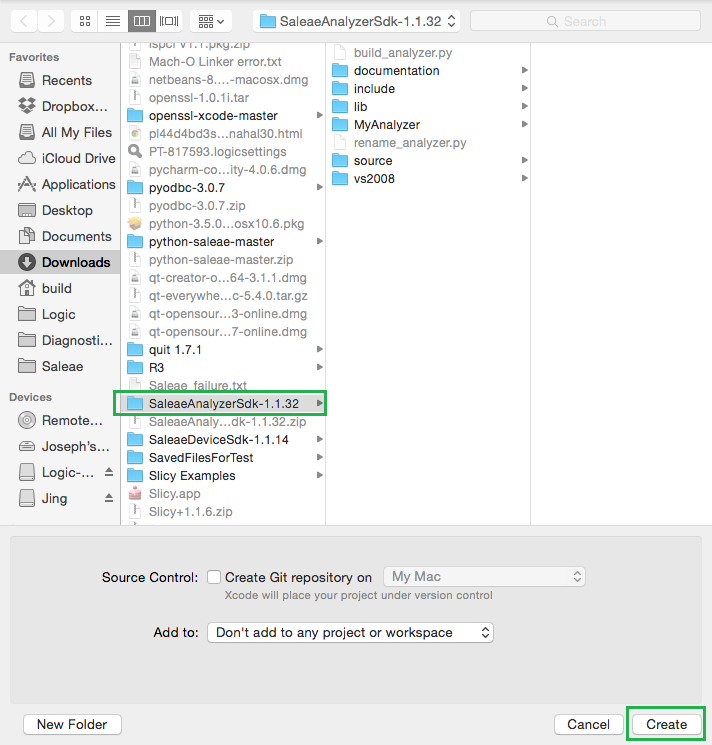 SaleaeAnalyzerSdk-1.1.32
Search
Favorites
Recents
Dropbox…
All My Files
iCloud Drive
Applications
Desktop
Documents
Downloads
build
Logic
Diagnosti…
Saleae
Devices
Remote…
Joseph's…
Logic-…
Jing
ispci V1.1.pkg.zip
Mach-O Linker error.txt
netbeans-8.…-macosx.dmg
openssl-1.0.1i.tar
openssl-xcode-master
pl44d4bd3s…nahal30.html
PT-817593.logicsettings
pycharm-co…ity-4.0.6.dmg
pyodbc-3.0.7
pyodbc-3.0.7.zip
python-3.5.0…osx10.6.pkg
python-saleae-master
python-saleae-master.zip
qt-creator-o…64-3.1.1.dmg
qt-everywhe…c-5.4.0.tar.gz
qt-opensour…3-online.dmg
qt-opensour…7-online.dmg
quit 1.7.1
R3
Saleae_failure.txt
SaleaeAnalyzerSdk-1.1.32
SaleaeAnaly…dk-1.1.32.zip
SaleaeDeviceSdk-1.1.14
SavedFilesForTest
Slicy Examples
Slicy.app
Slicy+1.1.6.zip
build_analyzer.py
documentation
include
lib
MyAnalyzer
rename_analyzer.py
source
vs2008
Source Control: Create Git repository on My Mac
Xcode will place your project under version control
Add to: Don't add to any project or workspace
New Folder Cancel Create